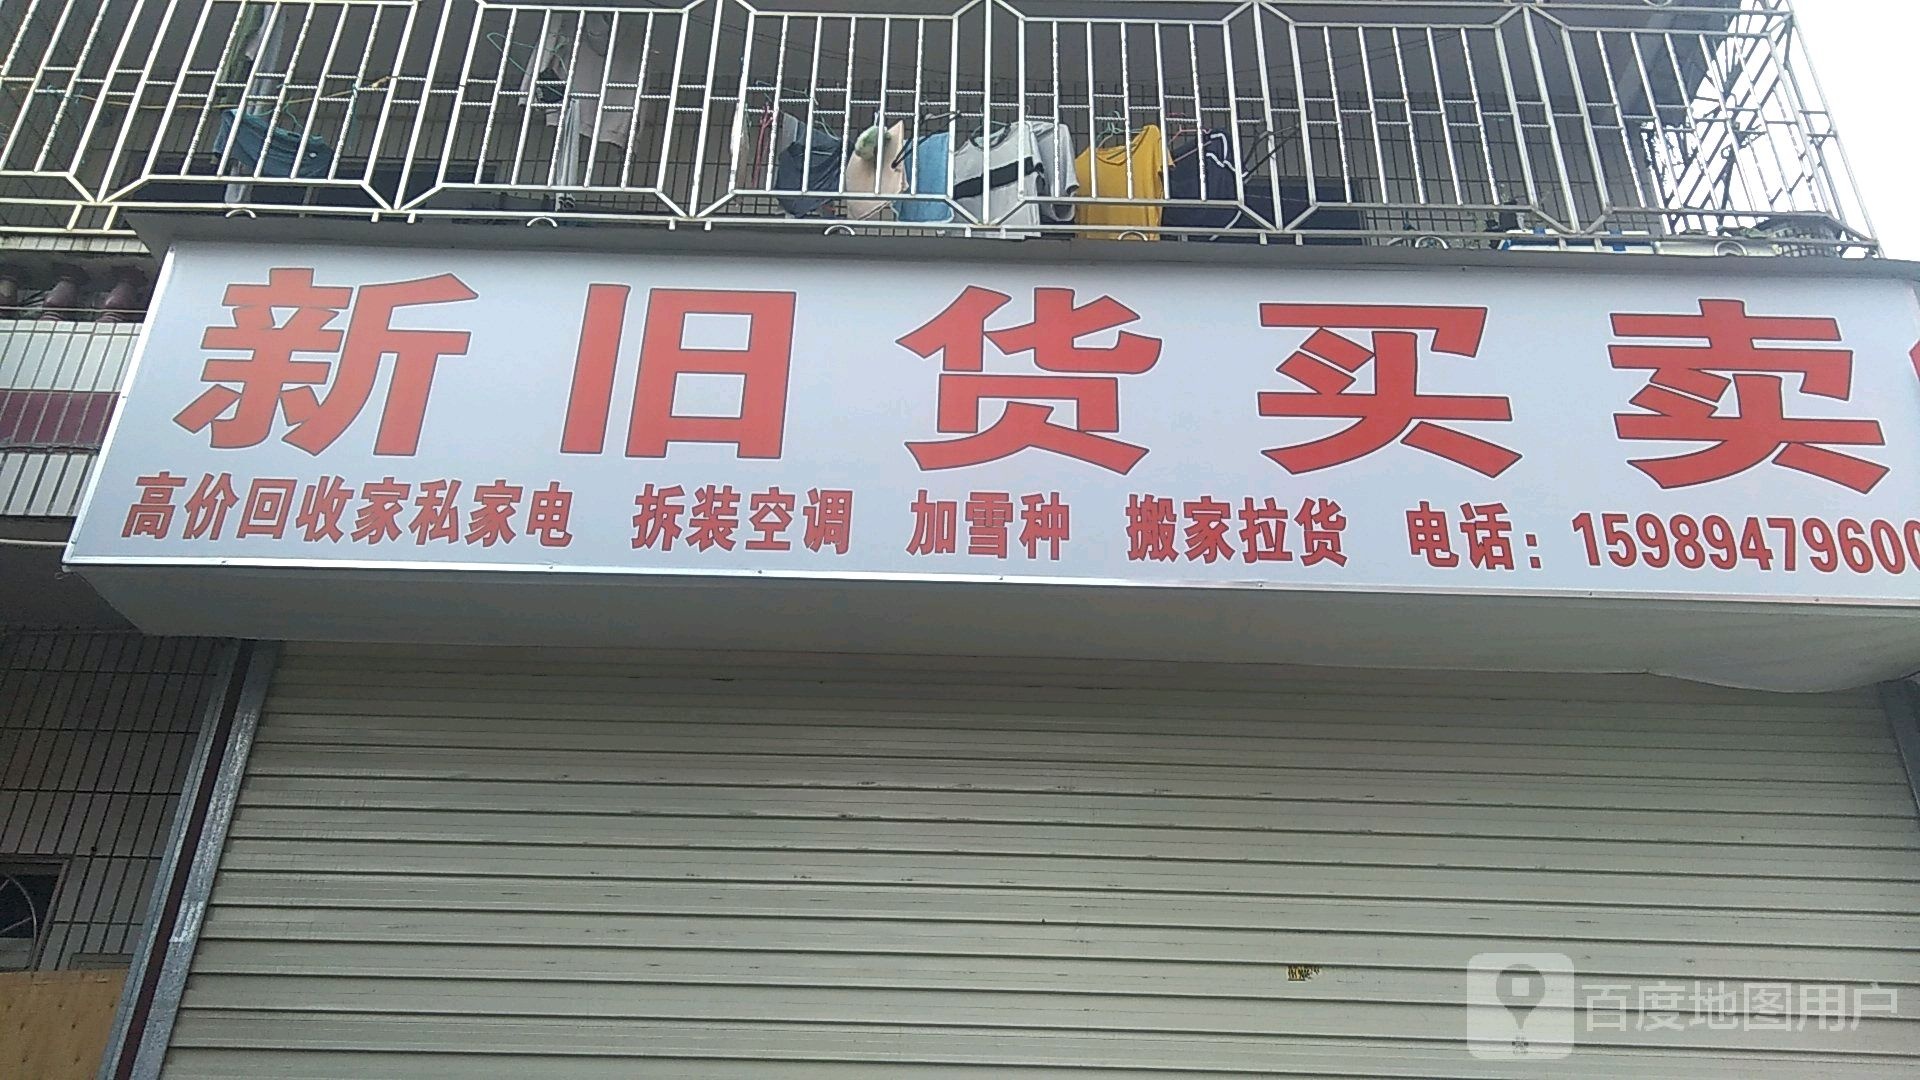 新旧货买卖
高价回收家私家电 拆装空调 加雪种 搬家拉货 电话：15989479600
百度地图用户